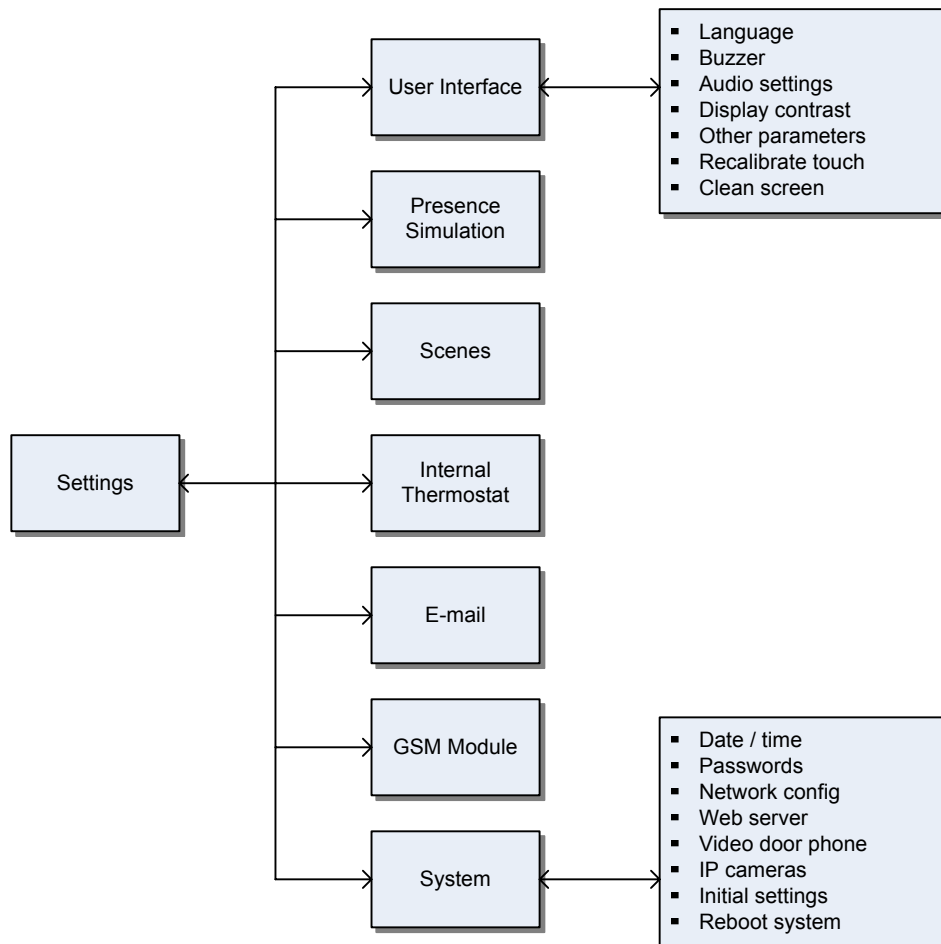 User Interface
▪ Language
▪ Buzzer
▪ Audio settings
▪ Display contrast
▪ Other parameters
▪ Recalibrate touch
▪ Clean screen
Presence
Simulation
Scenes
Settings
Internal
Thermostat
E-mail
GSM Module
System
▪ Date / time
▪ Passwords
▪ Network config
▪ Web server
▪ Video door phone
▪ IP cameras
▪ Initial settings
▪ Reboot system